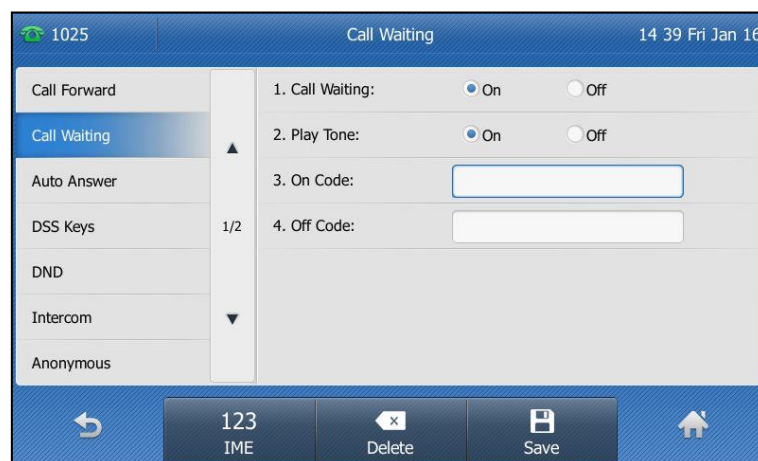 1025 Call Waiting 14 39 Fri Jan 16
Call Forward
Call Waiting
Auto Answer
DSS Keys
DND
Intercom
Anonymous
1/2
1. Call Waiting: On Off
2. Play Tone: On Off
3. On Code:
4. Off Code:
123 IME
Delete
Save